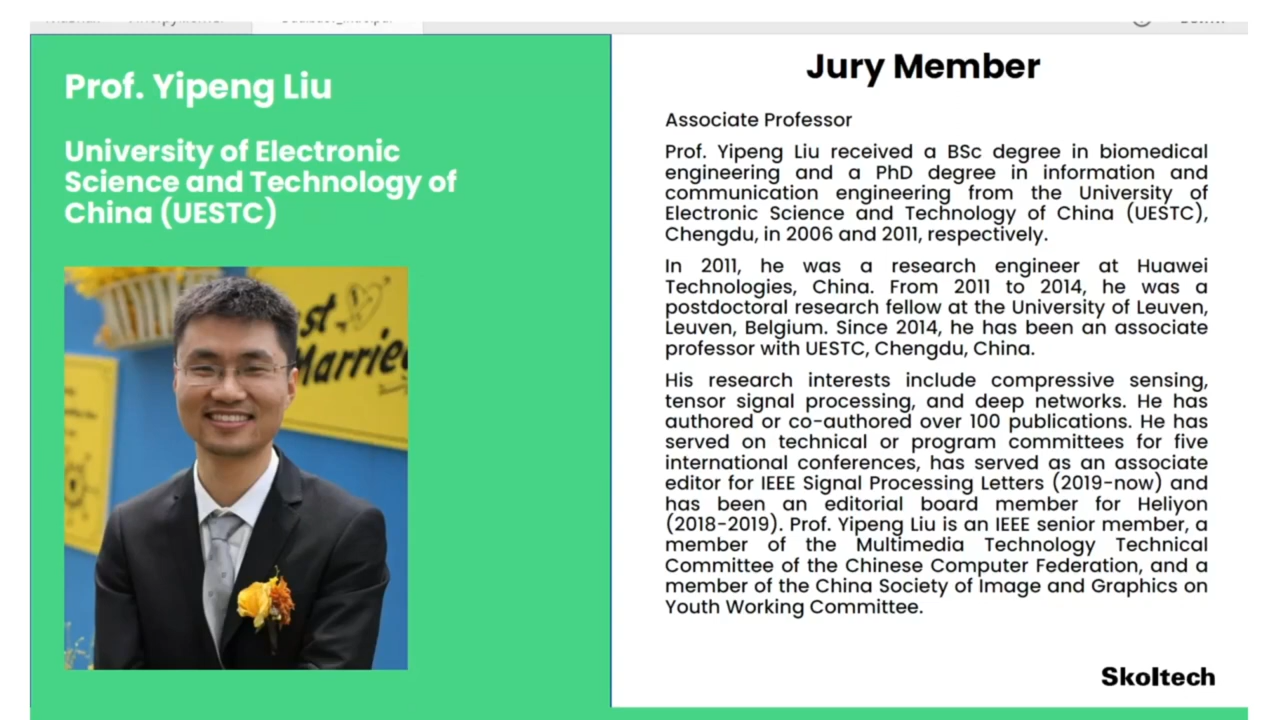 Prof. Yipeng Liu
University of Electronic
Science and Technology of
China (UESTC)
st
Married
Jury Member
Associate Professor
Prof. Yipeng Liu received a BSc degree in biomedical
engineering and a PhD degree in information and
communication engineering from the University of
Electronic Science and Technology of China (UESTC),
Chengdu, in 2006 and 2011, respectively.
In 2011, he was a research engineer at Huawei
Technologies, China. From 2011 to 2014, he was a
postdoctoral research fellow at the University of Leuven,
Leuven, Belgium. Since 2014, he has been an associate
professor with UESTC, Chengdu, China.
His research interests include compressive sensing,
tensor signal processing, and deep networks. He has
authored or co-authored over 100 publications. He has
served on technical or program committees for five
international conferences, has served as an associate
editor for IEEE Signal Processing Letters (2019-now) and
has been an editorial board member for Heliyon
(2018-2019). Prof. Yipeng Liu is an IEEE senior member, a
member of the Multimedia Technology Technical
Committee of the Chinese Computer Federation, and a
member of the China Society of Image and Graphics on
Youth Working Committee.
Skoltech